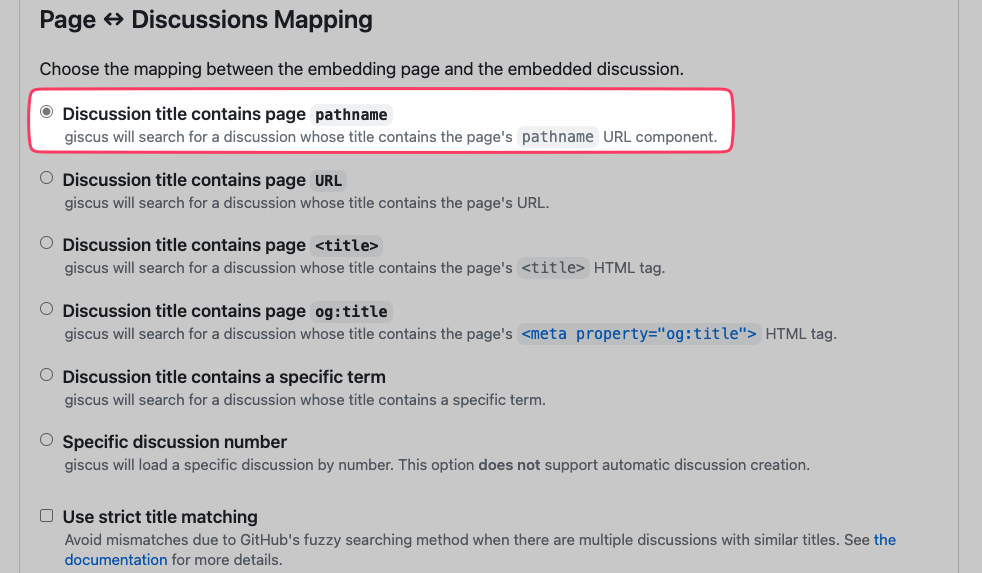 Page ↔ Discussions Mapping
Choose the mapping between the embedding page and the embedded discussion.
Discussion title contains page pathname
giscus will search for a discussion whose title contains the page's pathname URL component.
Discussion title contains page URL
giscus will search for a discussion whose title contains the page's URL.
Discussion title contains page <title>
giscus will search for a discussion whose title contains the page's <title> HTML tag.
Discussion title contains page og:title
giscus will search for a discussion whose title contains the page's <meta property="og:title"> HTML tag.
Discussion title contains a specific term
giscus will search for a discussion whose title contains a specific term.
Specific discussion number
giscus will load a specific discussion by number. This option does not support automatic discussion creation.
Use strict title matching
Avoid mismatches due to GitHub's fuzzy searching method when there are multiple discussions with similar titles. See the
documentation for more details.